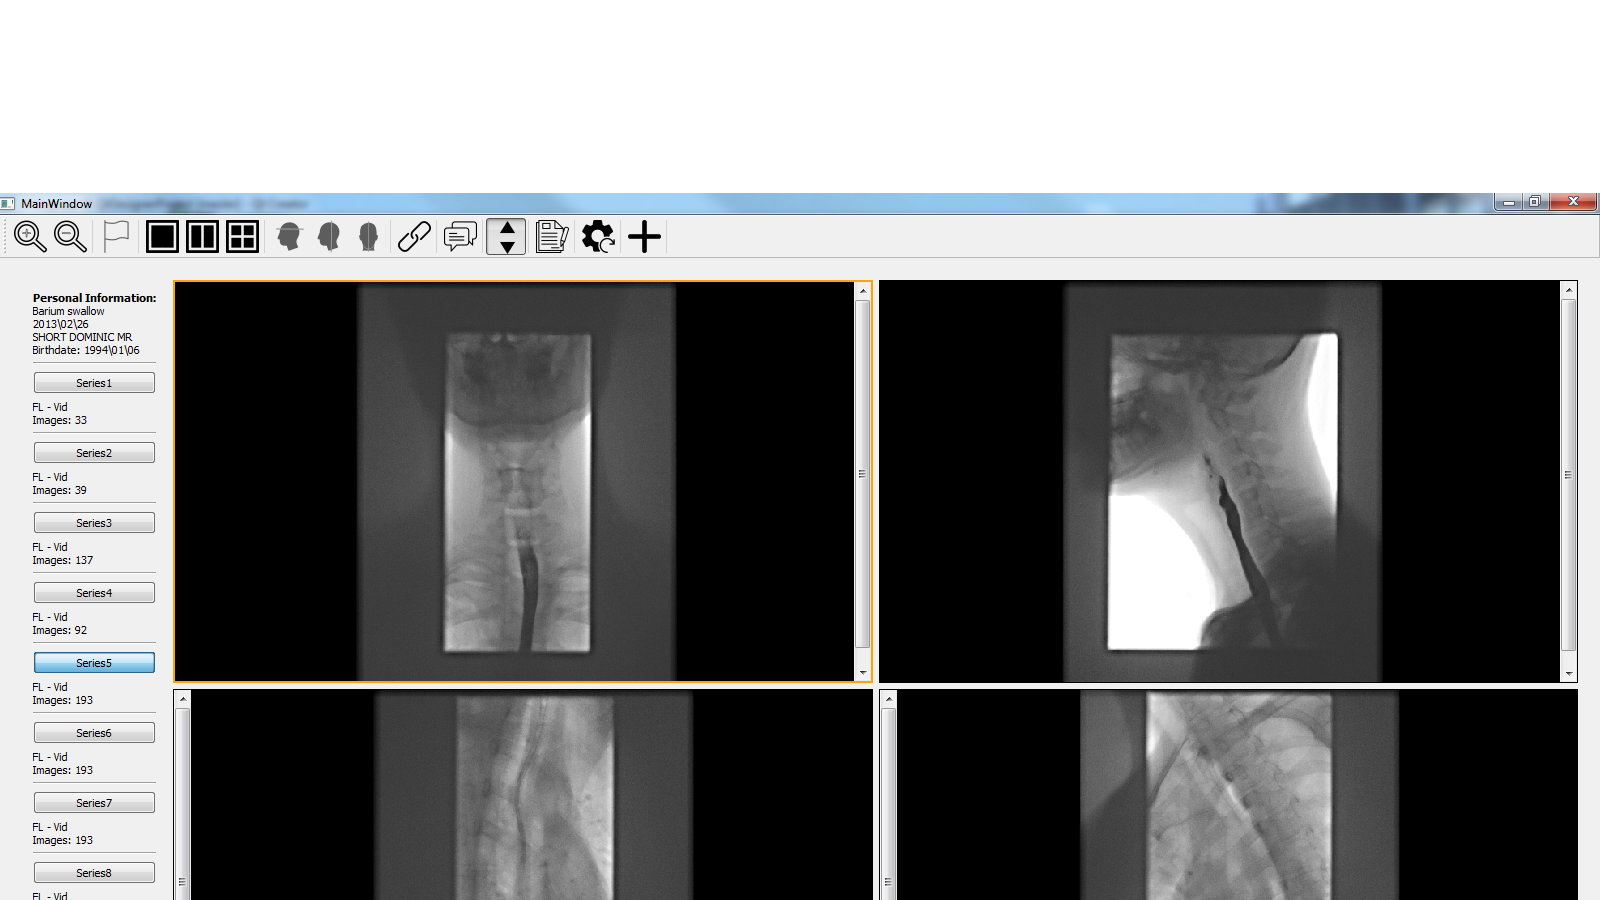 MainWindow
Personal Information:
Barium swallow
2013\02\26
SHORT DOMINIC MR
Birthdate: 1994\01\06
Series1
FL - Vid
Images: 33
Series2
FL - Vid
Images: 39
Series3
FL - Vid
Images: 137
Series4
FL - Vid
Images: 92
Series5
FL - Vid
Images: 193
Series6
FL - Vid
Images: 193
Series7
FL - Vid
Images: 193
Series8
FL - Vid